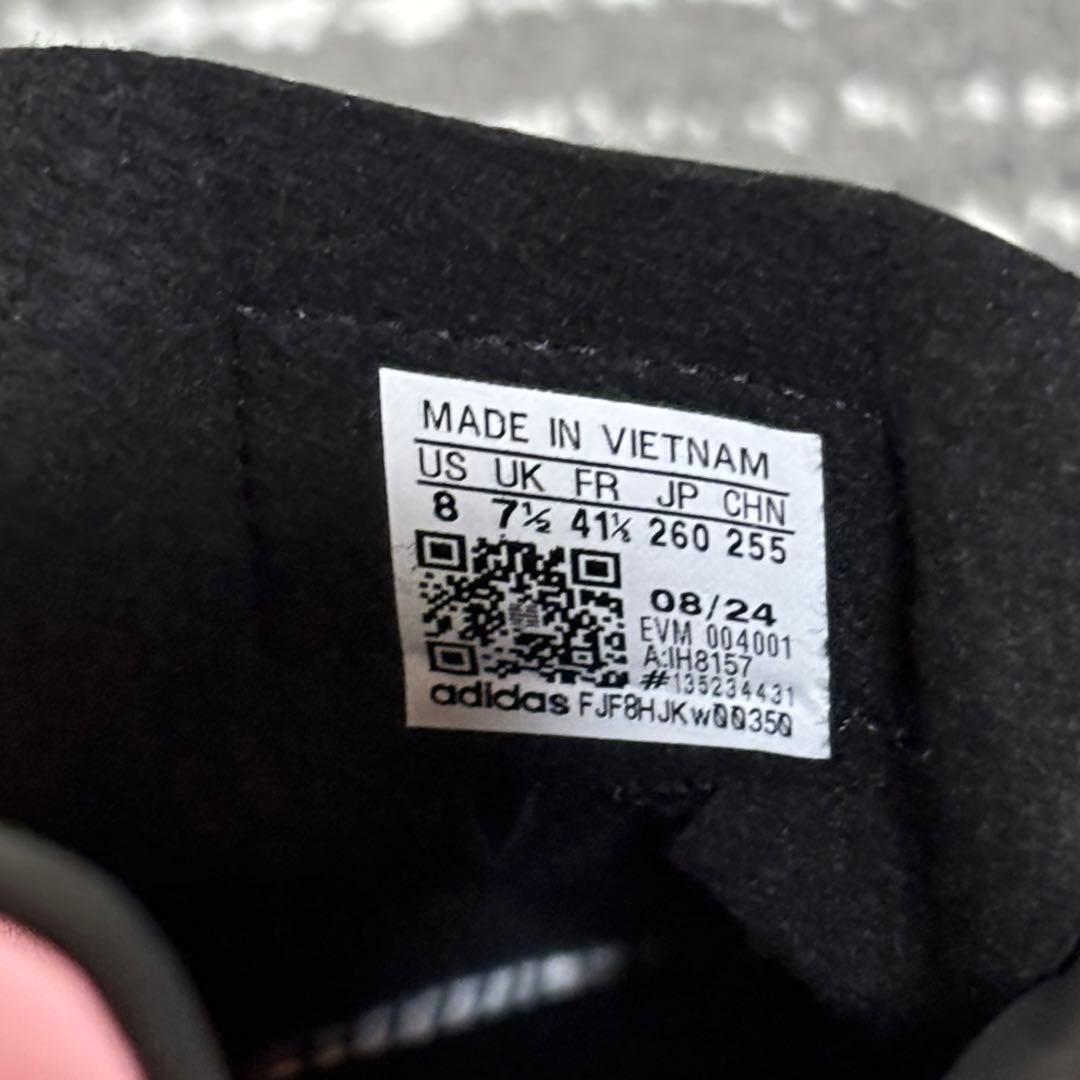 MADE IN VIETNAM
US UK FR JP CHN
8 7½ 41⅓ 260 255
08/24
EVM 004001
A:IH8157
#135234431
adidas FJF8HJKw00350